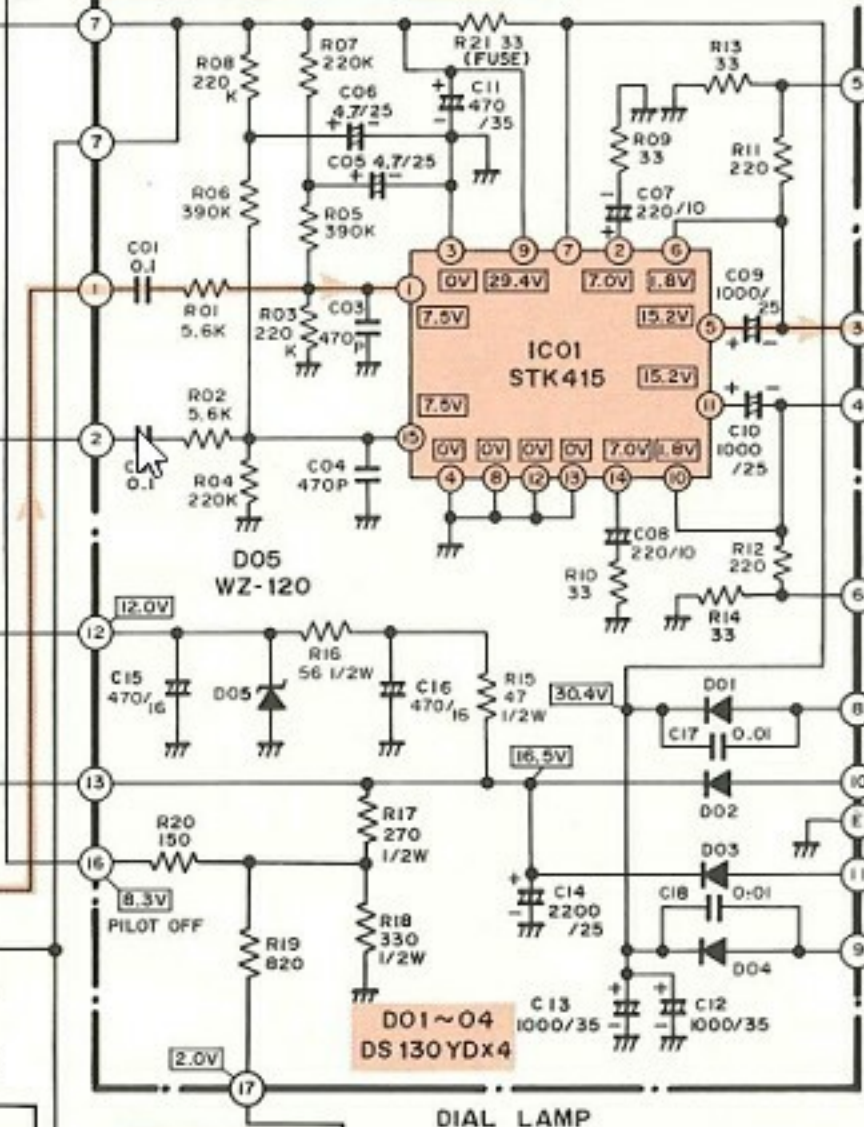 7
R08
220
K
R07
220K
R21 33
(FUSE)
R13
33
5
C06
4.7/25
+ -
+
C11
470
/35
-
R09
33
R11
220
7
C05 4.7/25
+ -
R06
390K
R05
390K
-
C07
220/10
+
C01
0.1
3
9
7
2
6
0V
29.4V
7.0V
1.8V
C09
1000/
25
1
R01
5.6K
R03
220
K
C03
470
P
1
7.5V
15.2V
5
+ -
3
IC01
STK415
R02
5.6K
7.5V
15.2V
11
+ -
4
2
15
C10
1000
/25
0.1
R04
220K
C04
470P
0V
0V
0V
0V
7.0V
1.8V
4
8
12
13
14
10
D05
WZ-120
C08
220/10
R10
33
R12
220
R14
33
6
12.0V
12
R16
56 1/2W
C15
470/16
D05
C16
470/16
R15
47
1/2W
30.4V
D01
8
C17
0.01
16.5V
13
D02
10
R20
150
R17
270
1/2W
E
16
D03
11
8.3V
PILOT OFF
+
C14
2200
/25
-
C18
0.01
R19
820
R18
330
1/2W
9
D04
D01~04
DS130YD×4
C13
1000/35
+
-
C12
1000/35
+
-
2.0V
17
DIAL LAMP